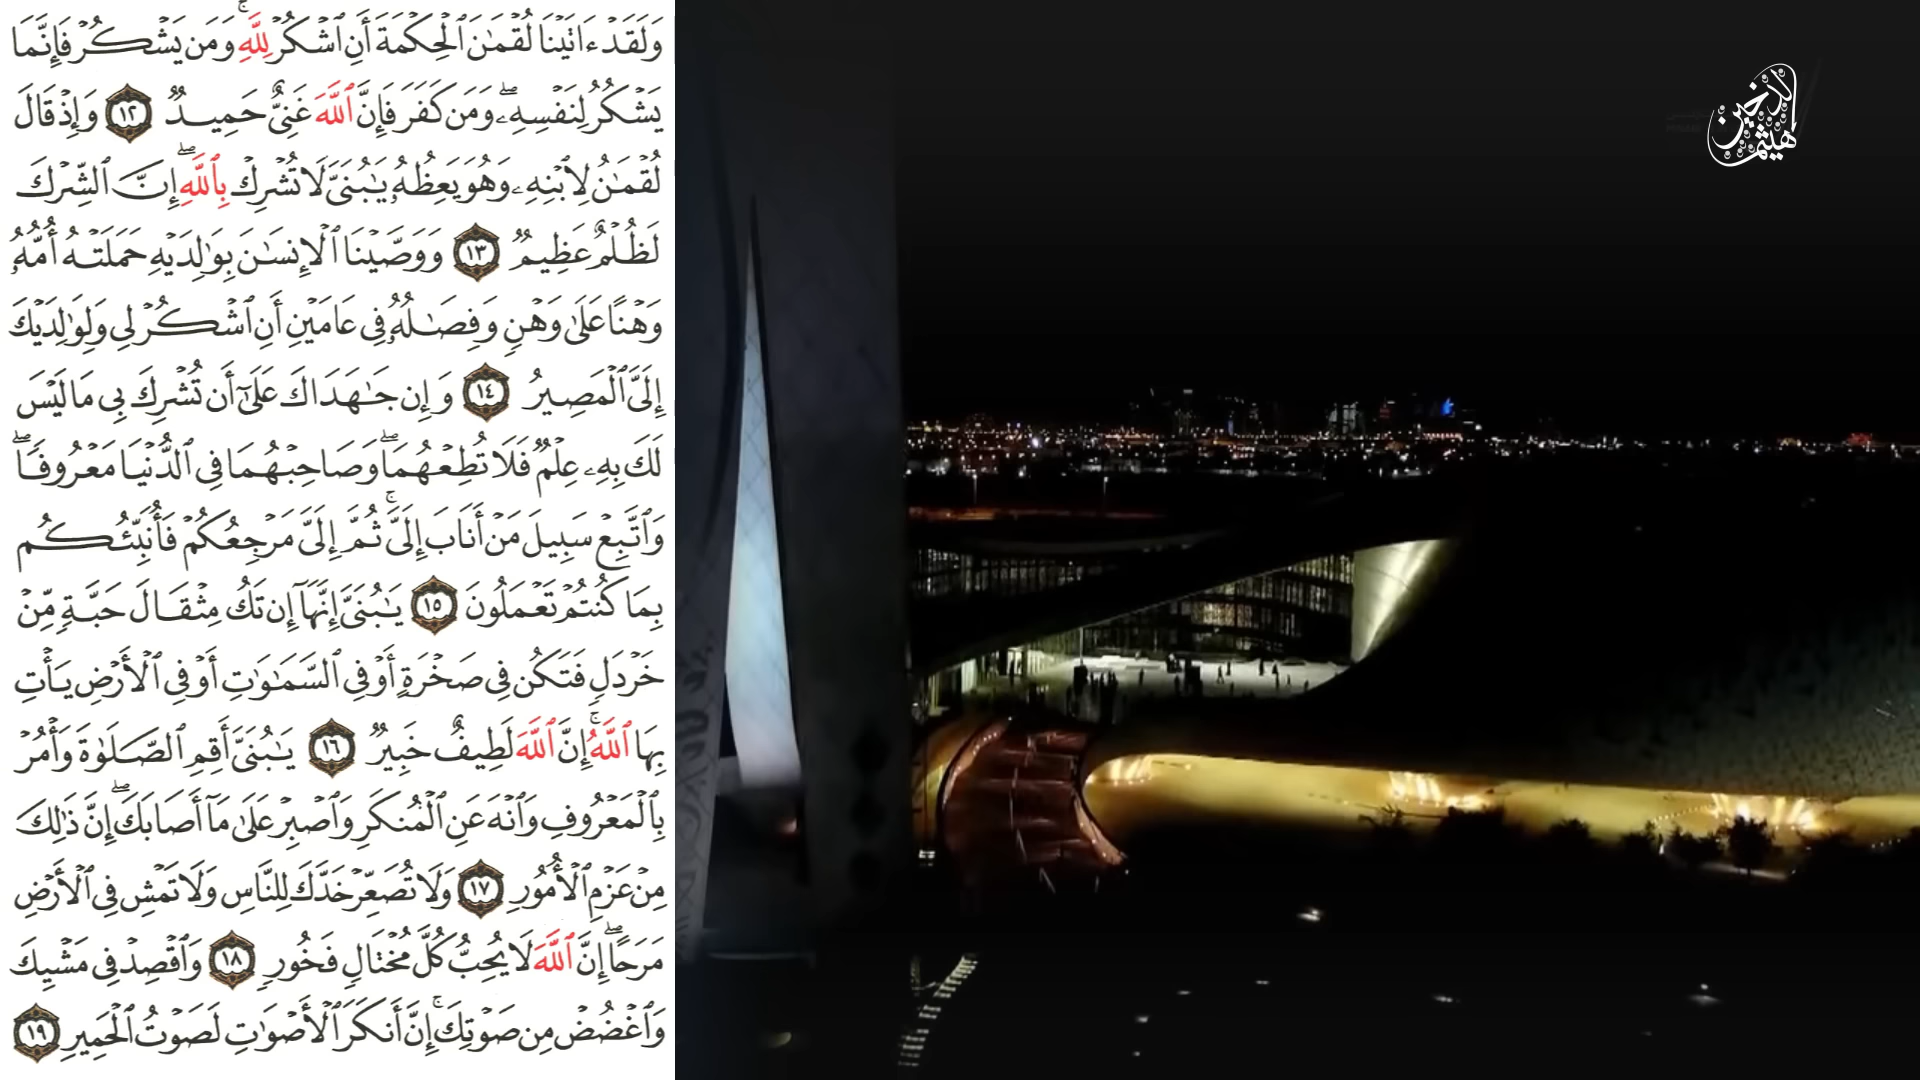 وَلَقَدْ ءَاتَيْنَا لُقْمَٰنَ ٱلْحِكْمَةَ أَنِ ٱشْكُرْ لِلَّهِ ۚ وَمَن يَشْكُرْ فَإِنَّمَا
يَشْكُرُ لِنَفْسِهِۦ ۖ وَمَن كَفَرَ فَإِنَّ ٱللَّهَ غَنِىٌّ حَمِيدٌ ١٢ وَإِذْ قَالَ
لُقْمَٰنُ لِٱبْنِهِۦ وَهُوَ يَعِظُهُۥ يَٰبُنَىَّ لَا تُشْرِكْ بِٱللَّهِ ۖ إِنَّ ٱلشِّرْكَ
لَظُلْمٌ عَظِيمٌ ١٣ وَوَصَّيْنَا ٱلْإِنسَٰنَ بِوَٰلِدَيْهِ حَمَلَتْهُ أُمُّهُۥ
وَهْنًا عَلَىٰ وَهْنٍ وَفِصَٰلُهُۥ فِى عَامَيْنِ أَنِ ٱشْكُرْ لِى وَلِوَٰلِدَيْكَ
إِلَىَّ ٱلْمَصِيرُ ١٤ وَإِن جَٰهَدَاكَ عَلَىٰٓ أَن تُشْرِكَ بِى مَا لَيْسَ
لَكَ بِهِۦ عِلْمٌ فَلَا تُطِعْهُمَا ۖ وَصَاحِبْهُمَا فِى ٱلدُّنْيَا مَعْرُوفًا ۖ
وَٱتَّبِعْ سَبِيلَ مَنْ أَنَابَ إِلَىَّ ۚ ثُمَّ إِلَىَّ مَرْجِعُكُمْ فَأُنَبِّئُكُم
بِمَا كُنتُمْ تَعْمَلُونَ ١٥ يَٰبُنَىَّ إِنَّهَآ إِن تَكُ مِثْقَالَ حَبَّةٍ مِّنْ
خَرْدَلٍ فَتَكُن فِى صَخْرَةٍ أَوْ فِى ٱلسَّمَٰوَٰتِ أَوْ فِى ٱلْأَرْضِ يَأْتِ
بِهَا ٱللَّهُ ۚ إِنَّ ٱللَّهَ لَطِيفٌ خَبِيرٌ ١٦ يَٰبُنَىَّ أَقِمِ ٱلصَّلَوٰةَ وَأْمُرْ
بِٱلْمَعْرُوفِ وَٱنْهَ عَنِ ٱلْمُنكَرِ وَٱصْبِرْ عَلَىٰ مَآ أَصَابَكَ ۖ إِنَّ ذَٰلِكَ
مِنْ عَزْمِ ٱلْأُمُورِ ١٧ وَلَا تُصَعِّرْ خَدَّكَ لِلنَّاسِ وَلَا تَمْشِ فِى ٱلْأَرْضِ
مَرَحًا ۖ إِنَّ ٱللَّهَ لَا يُحِبُّ كُلَّ مُخْتَالٍ فَخُورٍ ١٨ وَٱقْصِدْ فِى مَشْيِكَ
وَٱغْضُضْ مِن صَوْتِكَ ۚ إِنَّ أَنكَرَ ٱلْأَصْوَٰتِ لَصَوْتُ ٱلْحَمِيرِ ١٩
هيثم الدخين